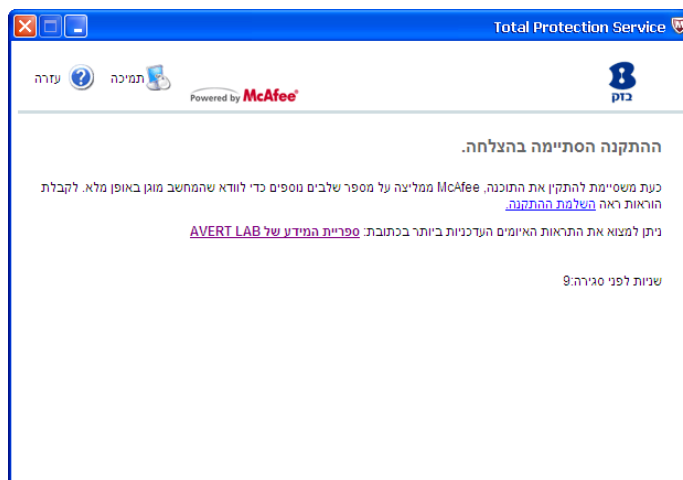 Total Protection Service
בזק
Powered by McAfee
תמיכה
עזרה
ההתקנה הסתיימה בהצלחה.
כעת משסיימת להתקין את התוכנה, McAfee ממליצה על מספר שלבים נוספים כדי לוודא שהמחשב מוגן באופן מלא. לקבלת
הוראות ראה השלמת ההתקנה.
ניתן למצוא את התראות האיומים העדכניות ביותר בכתובת: ספריית המידע של AVERT LAB
שניות לפני סגירה:9